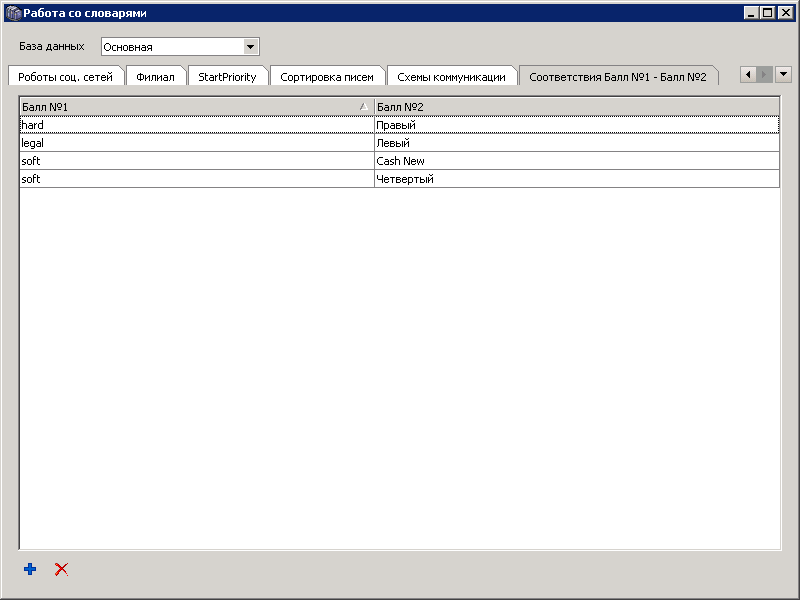 Работа со словарями
База данных Основная
Роботы соц. сетей Филиал StartPriority Сортировка писем Схемы коммуникации Соответствия Балл №1 - Балл №2
Балл №1 Балл №2
hard Правый
legal Левый
soft Cash New
soft Четвертый